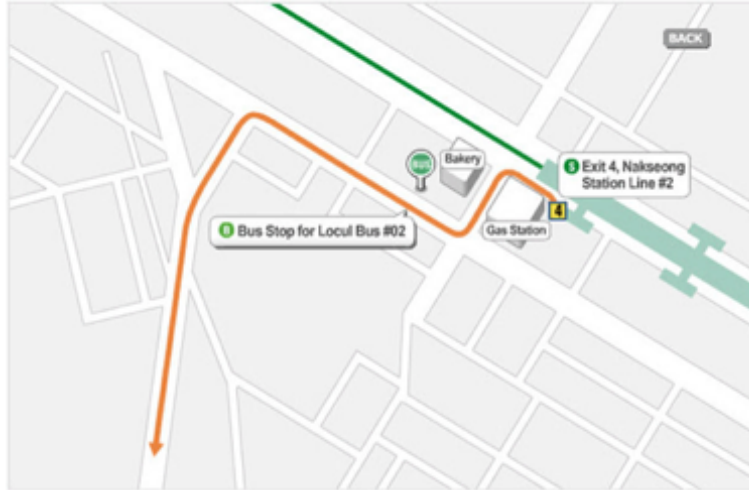 BACK
S Exit 4, Nakseong
Station Line #2
BUS
Bakery
4
Gas Station
B Bus Stop for Locul Bus #02